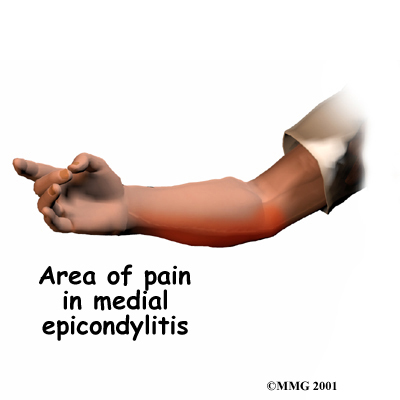 Area of pain
in medial
epicondylitis
©MMG 2001